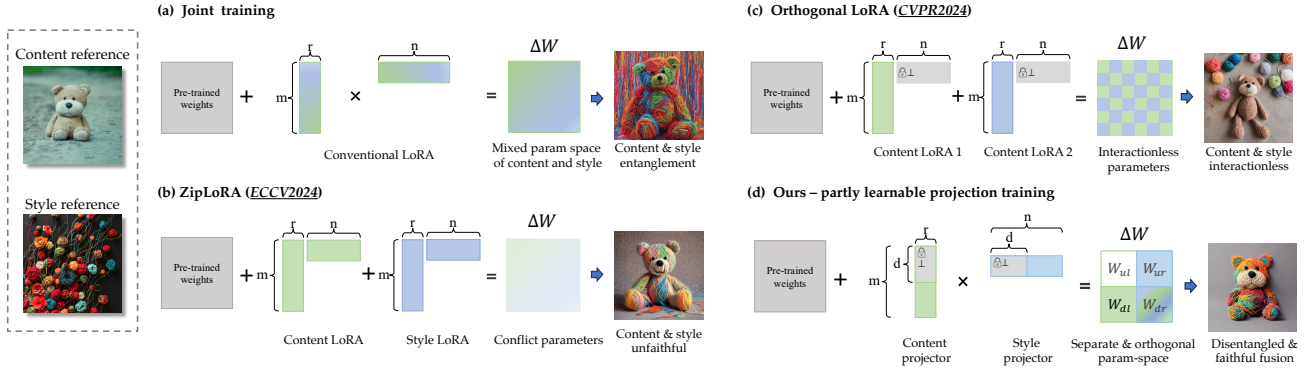 Content reference
Style reference
(a) Joint training
Pre-trained
weights
+
r
m
×
n
=
ΔW
Conventional LoRA
Mixed param space
of content and style
Content & style
entanglement
(b) ZipLoRA (ECCV2024)
Pre-trained
weights
+
m
r
n
+
r
n
=
ΔW
Content LoRA
Style LoRA
Conflict parameters
Content & style
unfaithful
(c) Orthogonal LoRA (CVPR2024)
Pre-trained
weights
+
m
r
n
⊥
+
m
r
n
⊥
=
ΔW
Content LoRA 1
Content LoRA 2
Interactionless
parameters
Content & style
interactionless
(d) Ours – partly learnable projection training
Pre-trained
weights
+
m
r
d
⊥
×
n
d
⊥
=
ΔW
W_ul W_ur
W_dl W_dr
Content
projector
Style
projector
Separate & orthogonal
param-space
Disentangled &
faithful fusion